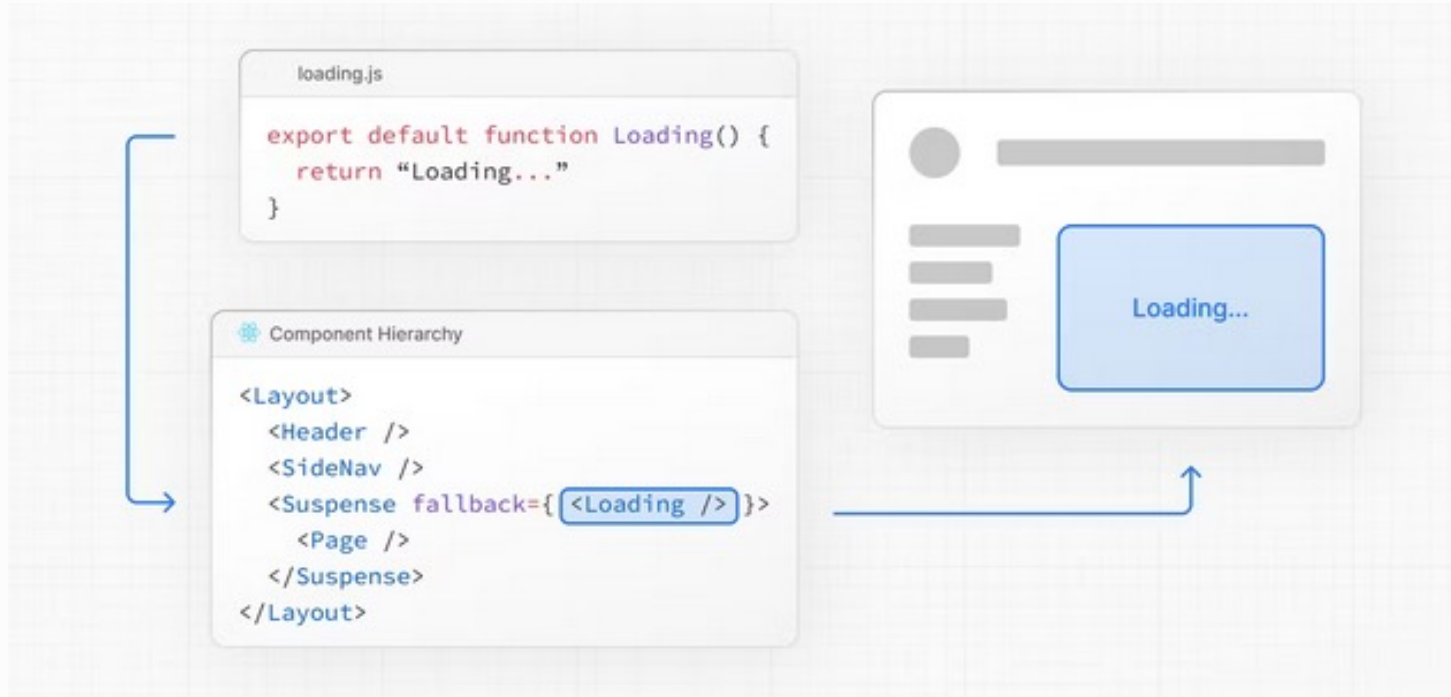 loading.js
export default function Loading() {
return “Loading...”
}
Component Hierarchy
<Layout>
<Header />
<SideNav />
<Suspense fallback={ <Loading /> }>
<Page />
</Suspense>
</Layout>
Loading...